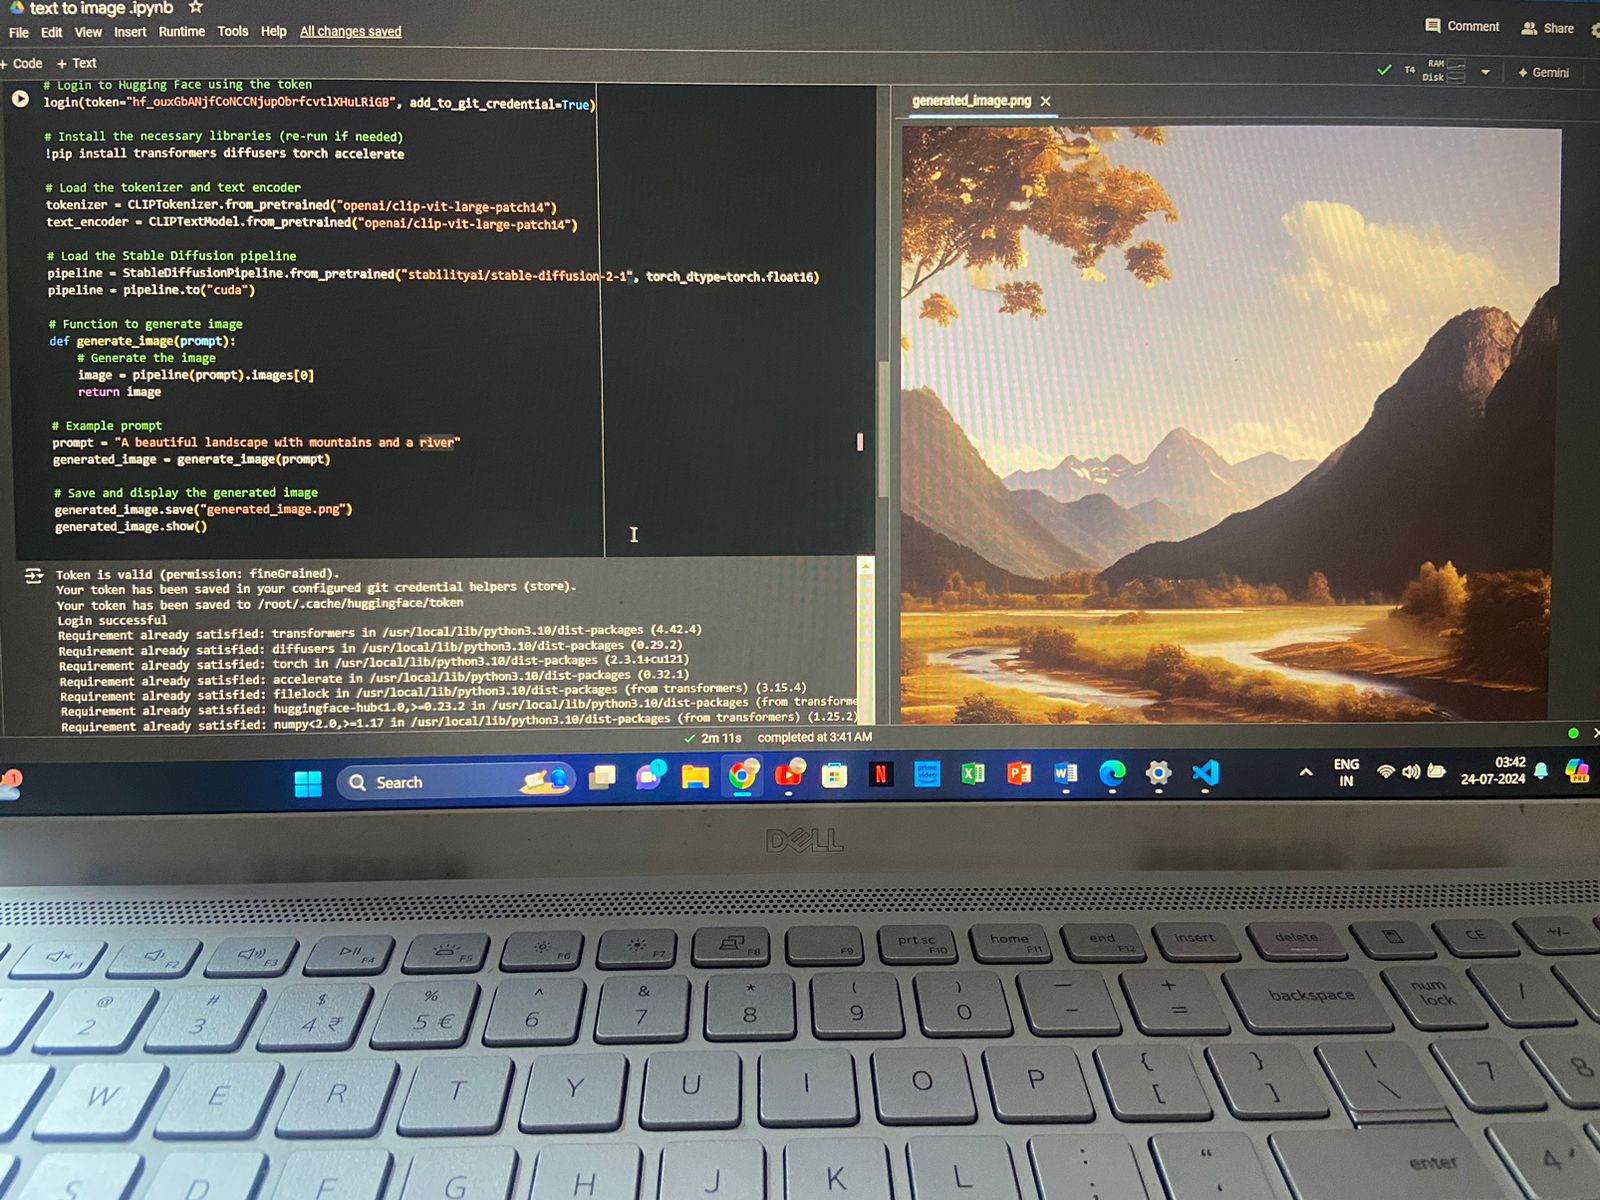 text to image .ipynb
File Edit View Insert Runtime Tools Help All changes saved
Comment Share
+ Code + Text
T4 RAM Disk Gemini
# Login to Hugging Face using the token
login(token="", add_to_git_credential=True)
# Install the necessary libraries (re-run if needed)
!pip install transformers diffusers torch accelerate
# Load the tokenizer and text encoder
tokenizer = CLIPTokenizer.from_pretrained("openai/clip-vit-large-patch14")
text_encoder = CLIPTextModel.from_pretrained("openai/clip-vit-large-patch14")
# Load the Stable Diffusion pipeline
pipeline = StableDiffusionPipeline.from_pretrained("stabilityai/stable-diffusion-2-1", torch_dtype=torch.float16)
pipeline = pipeline.to("cuda")
# Function to generate image
def generate_image(prompt):
# Generate the image
image = pipeline(prompt).images[0]
return image
# Example prompt
prompt = "A beautiful landscape with mountains and a river"
generated_image = generate_image(prompt)
# Save and display the generated image
generated_image.save("generated_image.png")
generated_image.show()
Token is valid (permission: fineGrained).
Your token has been saved in your configured git credential helpers (store).
Your token has been saved to /root/.cache/huggingface/token
Login successful
Requirement already satisfied: transformers in /usr/local/lib/python3.10/dist-packages (4.42.4)
Requirement already satisfied: diffusers in /usr/local/lib/python3.10/dist-packages (0.29.2)
Requirement already satisfied: torch in /usr/local/lib/python3.10/dist-packages (2.3.1+cu121)
Requirement already satisfied: accelerate in /usr/local/lib/python3.10/dist-packages (0.32.1)
Requirement already satisfied: filelock in /usr/local/lib/python3.10/dist-packages (from transformers) (3.15.4)
Requirement already satisfied: huggingface-hub<1.0,>=0.23.2 in /usr/local/lib/python3.10/dist-packages (from transforme
Requirement already satisfied: numpy<2.0,>=1.17 in /usr/local/lib/python3.10/dist-packages (from transformers) (1.25.2)
generated_image.png
2m 11s completed at 3:41 AM
1
Search
1
N
prime video
X
P
W
ENG
IN
03:42
24-07-2024
PRE
DELL
F1 F2 F3 F4 F5 F6 F7 F8 F9 prt sc F10 home F11 end F12 insert delete CE +/-
@ # $ % ^ & * ( ) — +
2 3 4 ₹ 5 € 6 7 8 9 0 - = backspace num lock /
W E R T Y U I O P { [ } ] | \ 7 8
S D F G H J K L : ; “ ‘ enter 4